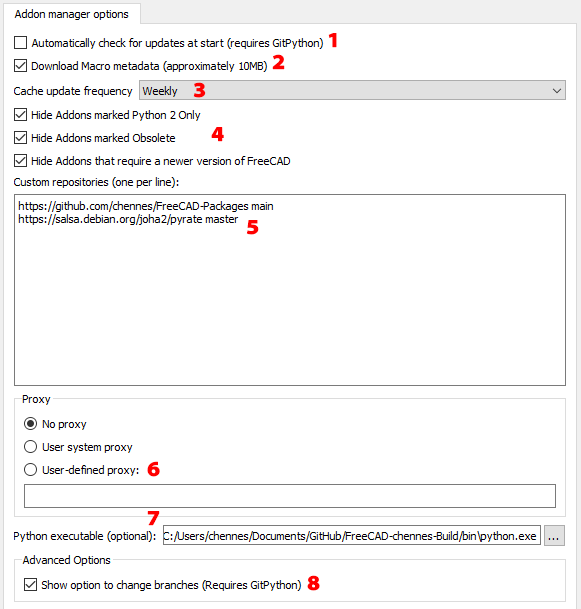 Addon manager options
Automatically check for updates at start (requires GitPython) 1
Download Macro metadata (approximately 10MB) 2
Cache update frequency Weekly 3
Hide Addons marked Python 2 Only
Hide Addons marked Obsolete 4
Hide Addons that require a newer version of FreeCAD
Custom repositories (one per line):
https://github.com/chennes/FreeCAD-Packages main
https://salsa.debian.org/joha2/pyrate master 5
Proxy
No proxy
User system proxy
User-defined proxy: 6
7
Python executable (optional): C:/Users/chennes/Documents/GitHub/FreeCAD-chennes-Build/bin\python.exe ...
Advanced Options
Show option to change branches (Requires GitPython) 8